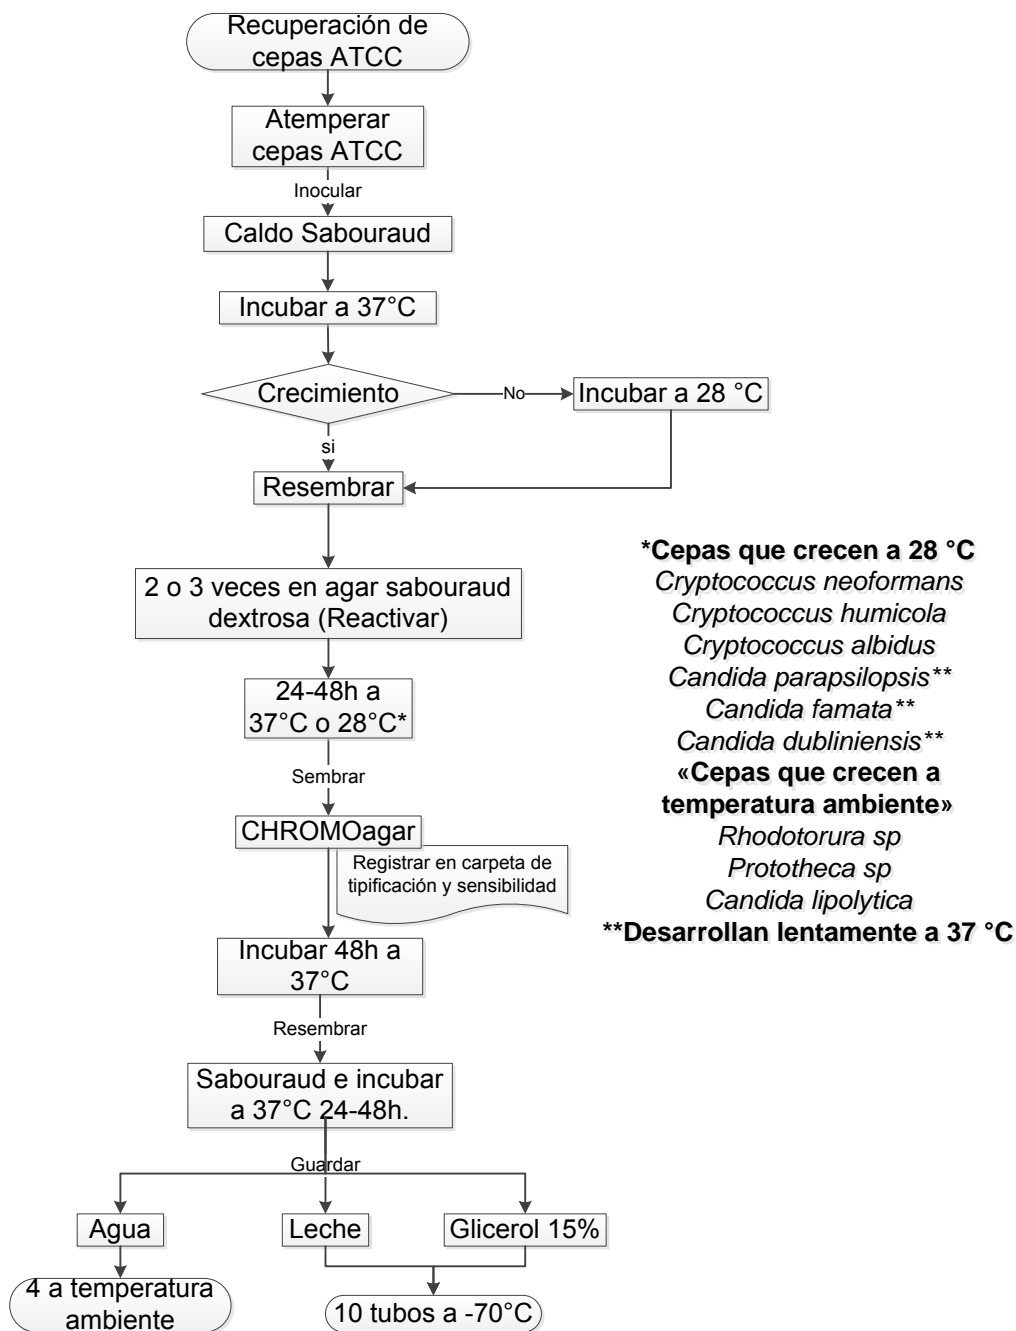 Recuperación de
cepas ATCC
Atemperar
cepas ATCC
Inocular
Caldo Sabouraud
Incubar a 37°C
Crecimiento
No
Incubar a 28 °C
si
Resembrar
2 o 3 veces en agar sabouraud
dextrosa (Reactivar)
24-48h a
37°C o 28°C*
Sembrar
CHROMOagar
Registrar en carpeta de
tipificación y sensibilidad
Incubar 48h a
37°C
Resembrar
Sabouraud e incubar
a 37°C 24-48h.
Guardar
Agua
Leche
Glicerol 15%
4 a temperatura
ambiente
10 tubos a -70°C
*Cepas que crecen a 28 °C
Cryptococcus neoformans
Cryptococcus humicola
Cryptococcus albidus
Candida parapsilopsis**
Candida famata**
Candida dubliniensis**
«Cepas que crecen a
temperatura ambiente»
Rhodotorura sp
Prototheca sp
Candida lipolytica
**Desarrollan lentamente a 37 °C